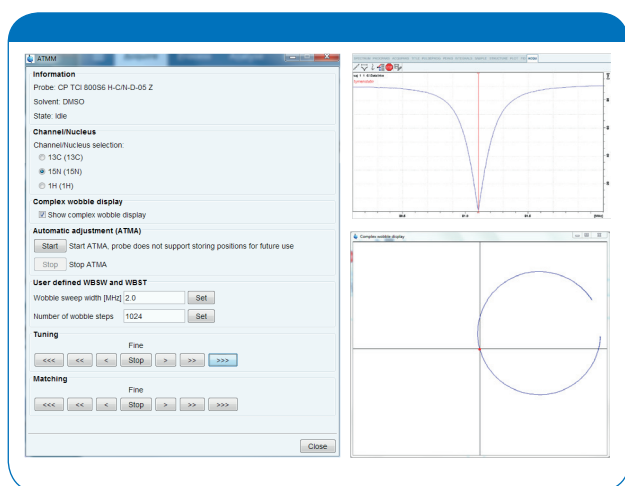 ATMM
Information
Probe: CP TCI 800S6 H-C/N-D-05 Z
Solvent: DMSO
State: idle
Channel/Nucleus
Channel/Nucleus selection:
13C (13C)
15N (15N)
1H (1H)
Complex wobble display
Show complex wobble display
Automatic adjustment (ATMA)
Start Start ATMA, probe does not support storing positions for future use
Stop Stop ATMA
User defined WBSW and WBST
Wobble sweep width [MHz] 2.0 Set
Number of wobble steps 1024 Set
Tuning
Fine
<<< << < Stop > >> >>>
Matching
Fine
<<< << < Stop > >> >>>
Close
Complex wobble display